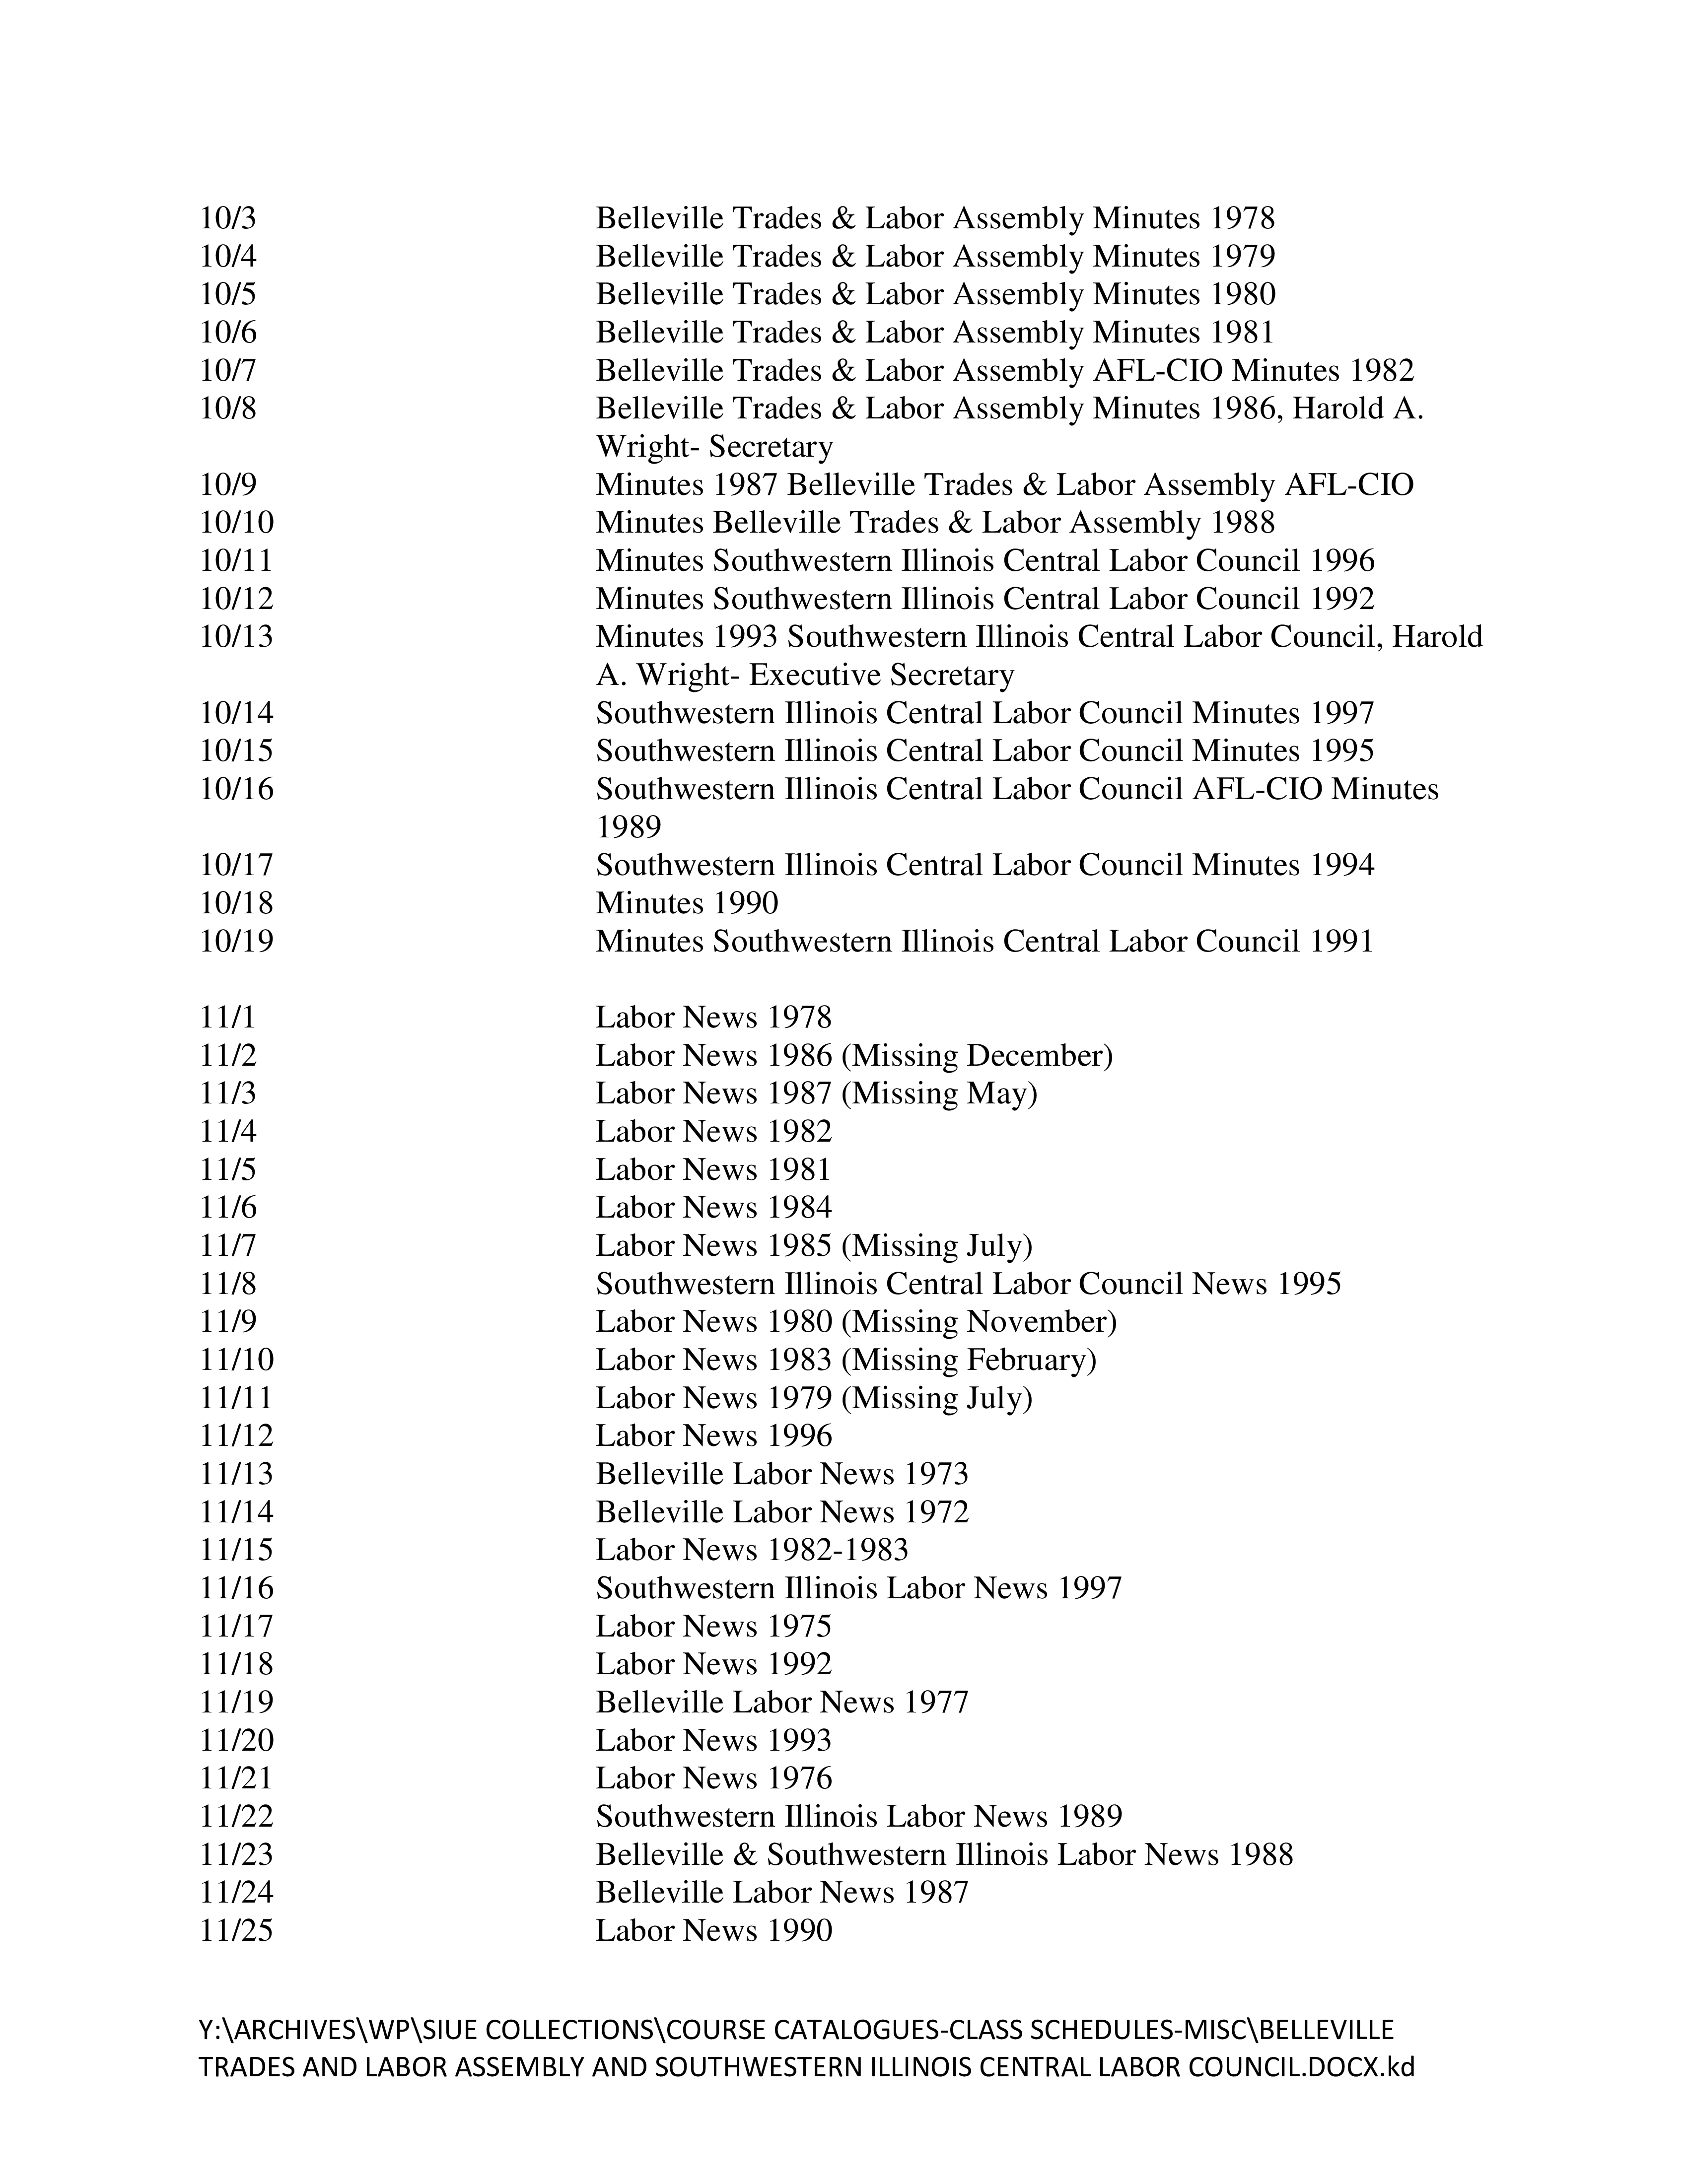 10/3 Belleville Trades & Labor Assembly Minutes 1978
10/4 Belleville Trades & Labor Assembly Minutes 1979
10/5 Belleville Trades & Labor Assembly Minutes 1980
10/6 Belleville Trades & Labor Assembly Minutes 1981
10/7 Belleville Trades & Labor Assembly AFL-CIO Minutes 1982
10/8 Belleville Trades & Labor Assembly Minutes 1986, Harold A.
Wright- Secretary
10/9 Minutes 1987 Belleville Trades & Labor Assembly AFL-CIO
10/10 Minutes Belleville Trades & Labor Assembly 1988
10/11 Minutes Southwestern Illinois Central Labor Council 1996
10/12 Minutes Southwestern Illinois Central Labor Council 1992
10/13 Minutes 1993 Southwestern Illinois Central Labor Council, Harold
A. Wright- Executive Secretary
10/14 Southwestern Illinois Central Labor Council Minutes 1997
10/15 Southwestern Illinois Central Labor Council Minutes 1995
10/16 Southwestern Illinois Central Labor Council AFL-CIO Minutes
1989
10/17 Southwestern Illinois Central Labor Council Minutes 1994
10/18 Minutes 1990
10/19 Minutes Southwestern Illinois Central Labor Council 1991
11/1 Labor News 1978
11/2 Labor News 1986 (Missing December)
11/3 Labor News 1987 (Missing May)
11/4 Labor News 1982
11/5 Labor News 1981
11/6 Labor News 1984
11/7 Labor News 1985 (Missing July)
11/8 Southwestern Illinois Central Labor Council News 1995
11/9 Labor News 1980 (Missing November)
11/10 Labor News 1983 (Missing February)
11/11 Labor News 1979 (Missing July)
11/12 Labor News 1996
11/13 Belleville Labor News 1973
11/14 Belleville Labor News 1972
11/15 Labor News 1982-1983
11/16 Southwestern Illinois Labor News 1997
11/17 Labor News 1975
11/18 Labor News 1992
11/19 Belleville Labor News 1977
11/20 Labor News 1993
11/21 Labor News 1976
11/22 Southwestern Illinois Labor News 1989
11/23 Belleville & Southwestern Illinois Labor News 1988
11/24 Belleville Labor News 1987
11/25 Labor News 1990
Y:\ARCHIVES\WP\SIUE COLLECTIONS\COURSE CATALOGUES-CLASS SCHEDULES-MISC\BELLEVILLE
TRADES AND LABOR ASSEMBLY AND SOUTHWESTERN ILLINOIS CENTRAL LABOR COUNCIL.DOCX.kd